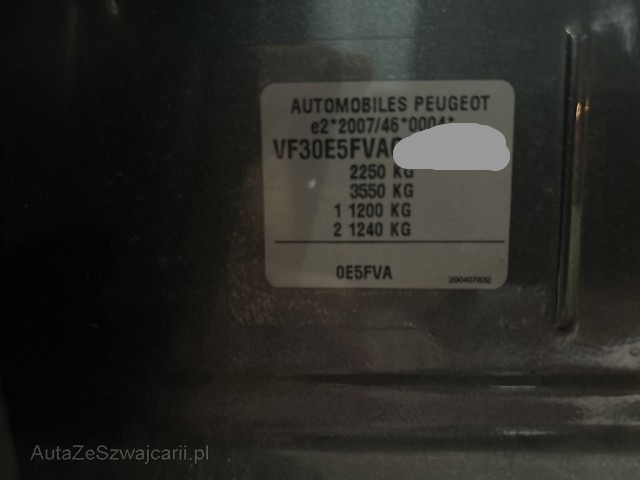 AUTOMOBILES PEUGEOT
e2*2007/46*0004*
VF30E5FVA
2250 KG
3550 KG
1 1200 KG
2 1240 KG
0E5FVA
200407832
AutaZeSzwajcarii.pl